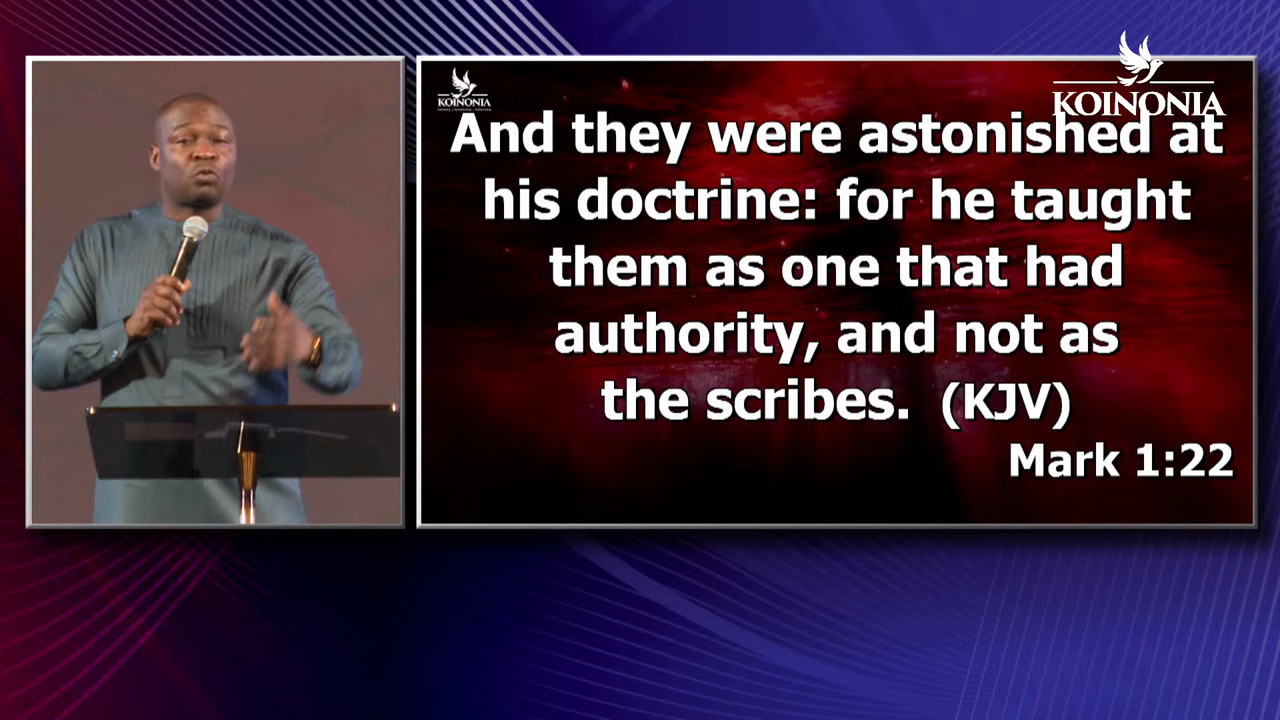 KOINONIA
KOINONIA
And they were astonished at
his doctrine: for he taught
them as one that had
authority, and not as
the scribes. (KJV)
Mark 1:22